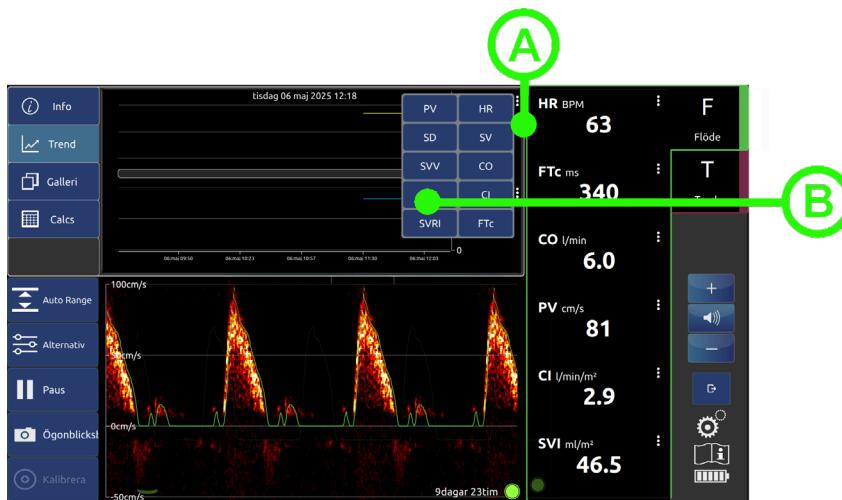 A
tisdag 06 maj 2025 12:18
Info
Trend
Galleri
Calcs
PV HR
SD SV
SVV CO
CI
SVRI FTc
0
06:maj 09:50 06:maj 10:23 06:maj 10:57 06:maj 11:30 06:maj 12:03
HR BPM
63
FTc ms
340
CO l/min
6.0
PV cm/s
81
CI l/min/m²
2.9
SVI ml/m²
46.5
F
Flöde
T
B
+
−
Auto Range
Alternativ
Paus
Ögonblicksb
Kalibrera
100cm/s
50cm/s
0cm/s
-50cm/s
9dagar 23tim